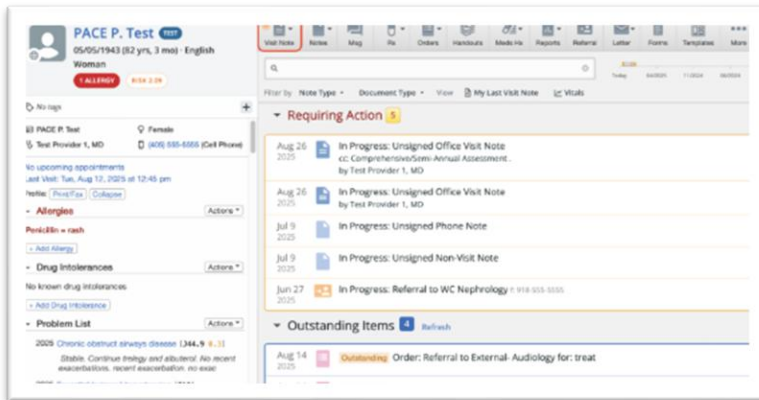 PACE P. Test TEST
05/05/1943 (82 yrs, 3 mo) · English
Woman
1 ALLERGY
No tags
PACE P. Test
Female
Test Provider 1, MD
(405) 555-5555 (Cell Phone)
No upcoming appointments
Last Visit: Tue, Aug 12, 2025 at 12:45 pm
Profile: Print/Fax Collapse
Allergies Actions
Penicillin = rash
+ Add Allergy
Drug Intolerances Actions
No known drug intolerances
+ Add Drug Intolerance
Problem List Actions
2025 Chronic obstruct airways disease [J44.9
Stable. Continue trelegy and albuterol. No recent
exacerbations, recent exacerbation. no exac
Visit Note Notes Msg Rx Orders Handouts Meds Hx Reports Referral Letter Forms Templates More
Today
Filter by Note Type Document Type View My Last Visit Note Vitals
Requiring Action 5
Aug 26 2025 In Progress: Unsigned Office Visit Note
cc: Comprehensive/Semi-Annual Assessment .
by Test Provider 1, MD
Aug 26 2025 In Progress: Unsigned Office Visit Note
by Test Provider 1, MD
Jul 9 2025 In Progress: Unsigned Phone Note
Jul 9 2025 In Progress: Unsigned Non-Visit Note
Jun 27 2025 In Progress: Referral to WC Nephrology
Outstanding Items 4 Refresh
Aug 14 Outstanding Order: Referral to External- Audiology for: treat